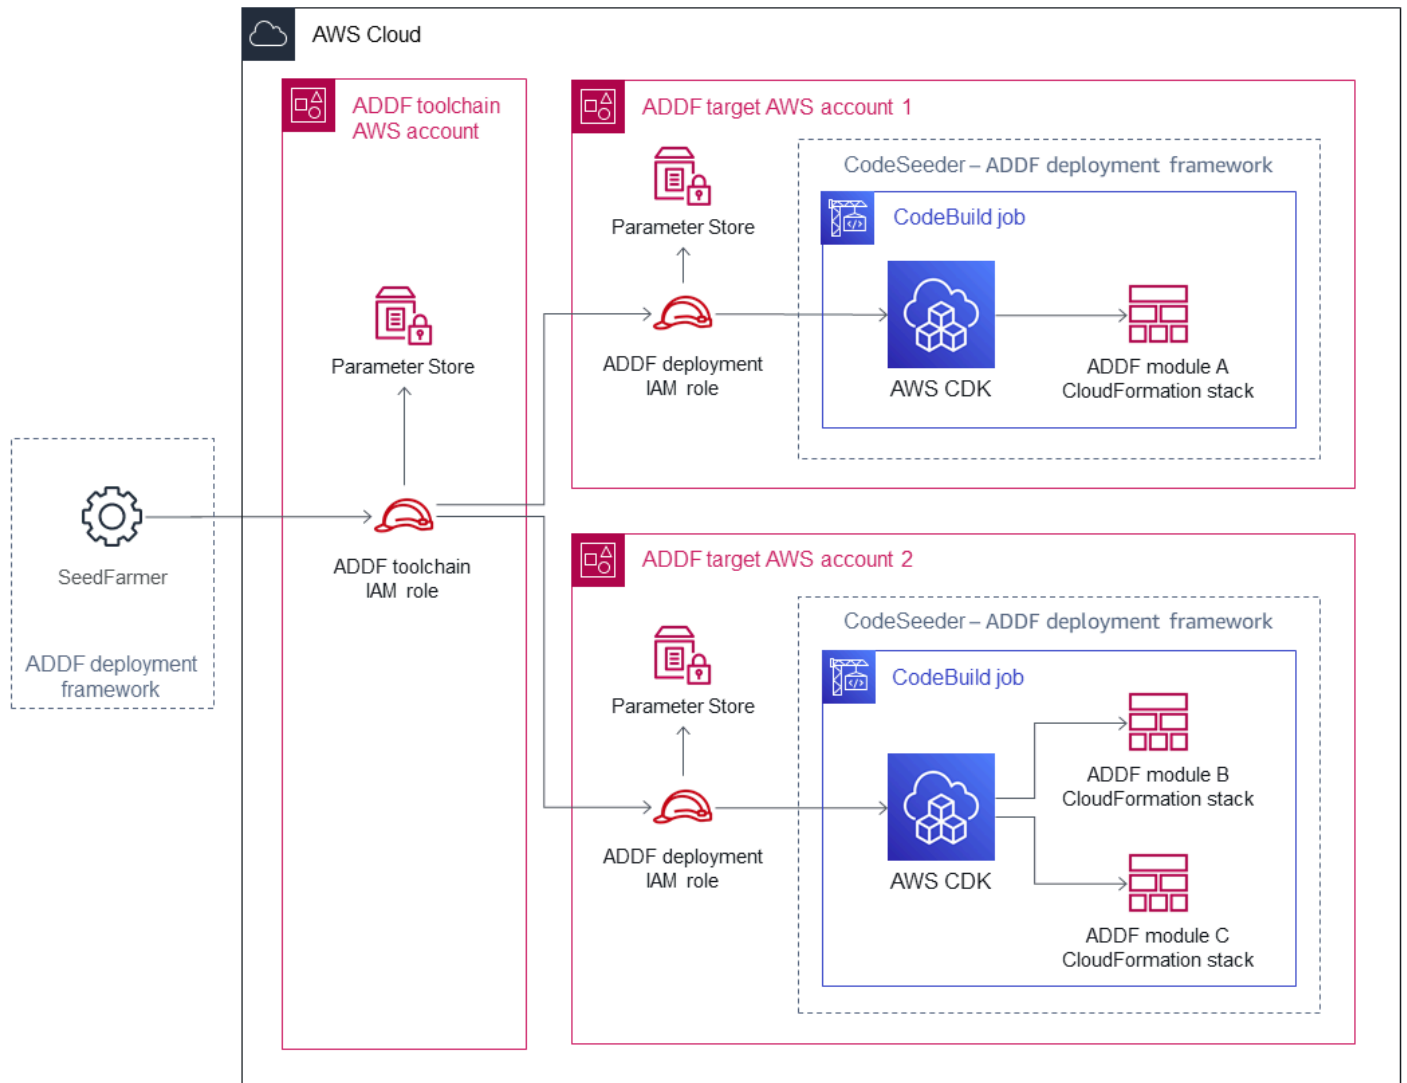 AWS Cloud
ADDF toolchain
AWS account
Parameter Store
ADDF toolchain
IAM role
SeedFarmer
ADDF deployment
framework
ADDF target AWS account 1
Parameter Store
ADDF deployment
IAM role
CodeSeeder – ADDF deployment framework
CodeBuild job
AWS CDK
ADDF module A
CloudFormation stack
ADDF target AWS account 2
Parameter Store
ADDF deployment
IAM role
CodeSeeder – ADDF deployment framework
CodeBuild job
AWS CDK
ADDF module B
CloudFormation stack
ADDF module C
CloudFormation stack